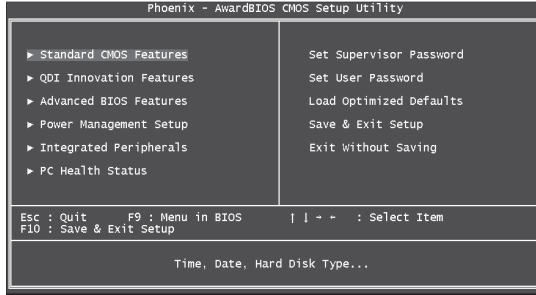 Phoenix - AwardBIOS CMOS Setup Utility
▶ Standard CMOS Features
▶ QDI Innovation Features
▶ Advanced BIOS Features
▶ Power Management Setup
▶ Integrated Peripherals
▶ PC Health Status
Set Supervisor Password
Set User Password
Load Optimized Defaults
Save & Exit Setup
Exit Without Saving
Esc : Quit F9 : Menu in BIOS ↑ ↓ → ← : Select Item
F10 : Save & Exit Setup
Time, Date, Hard Disk Type...